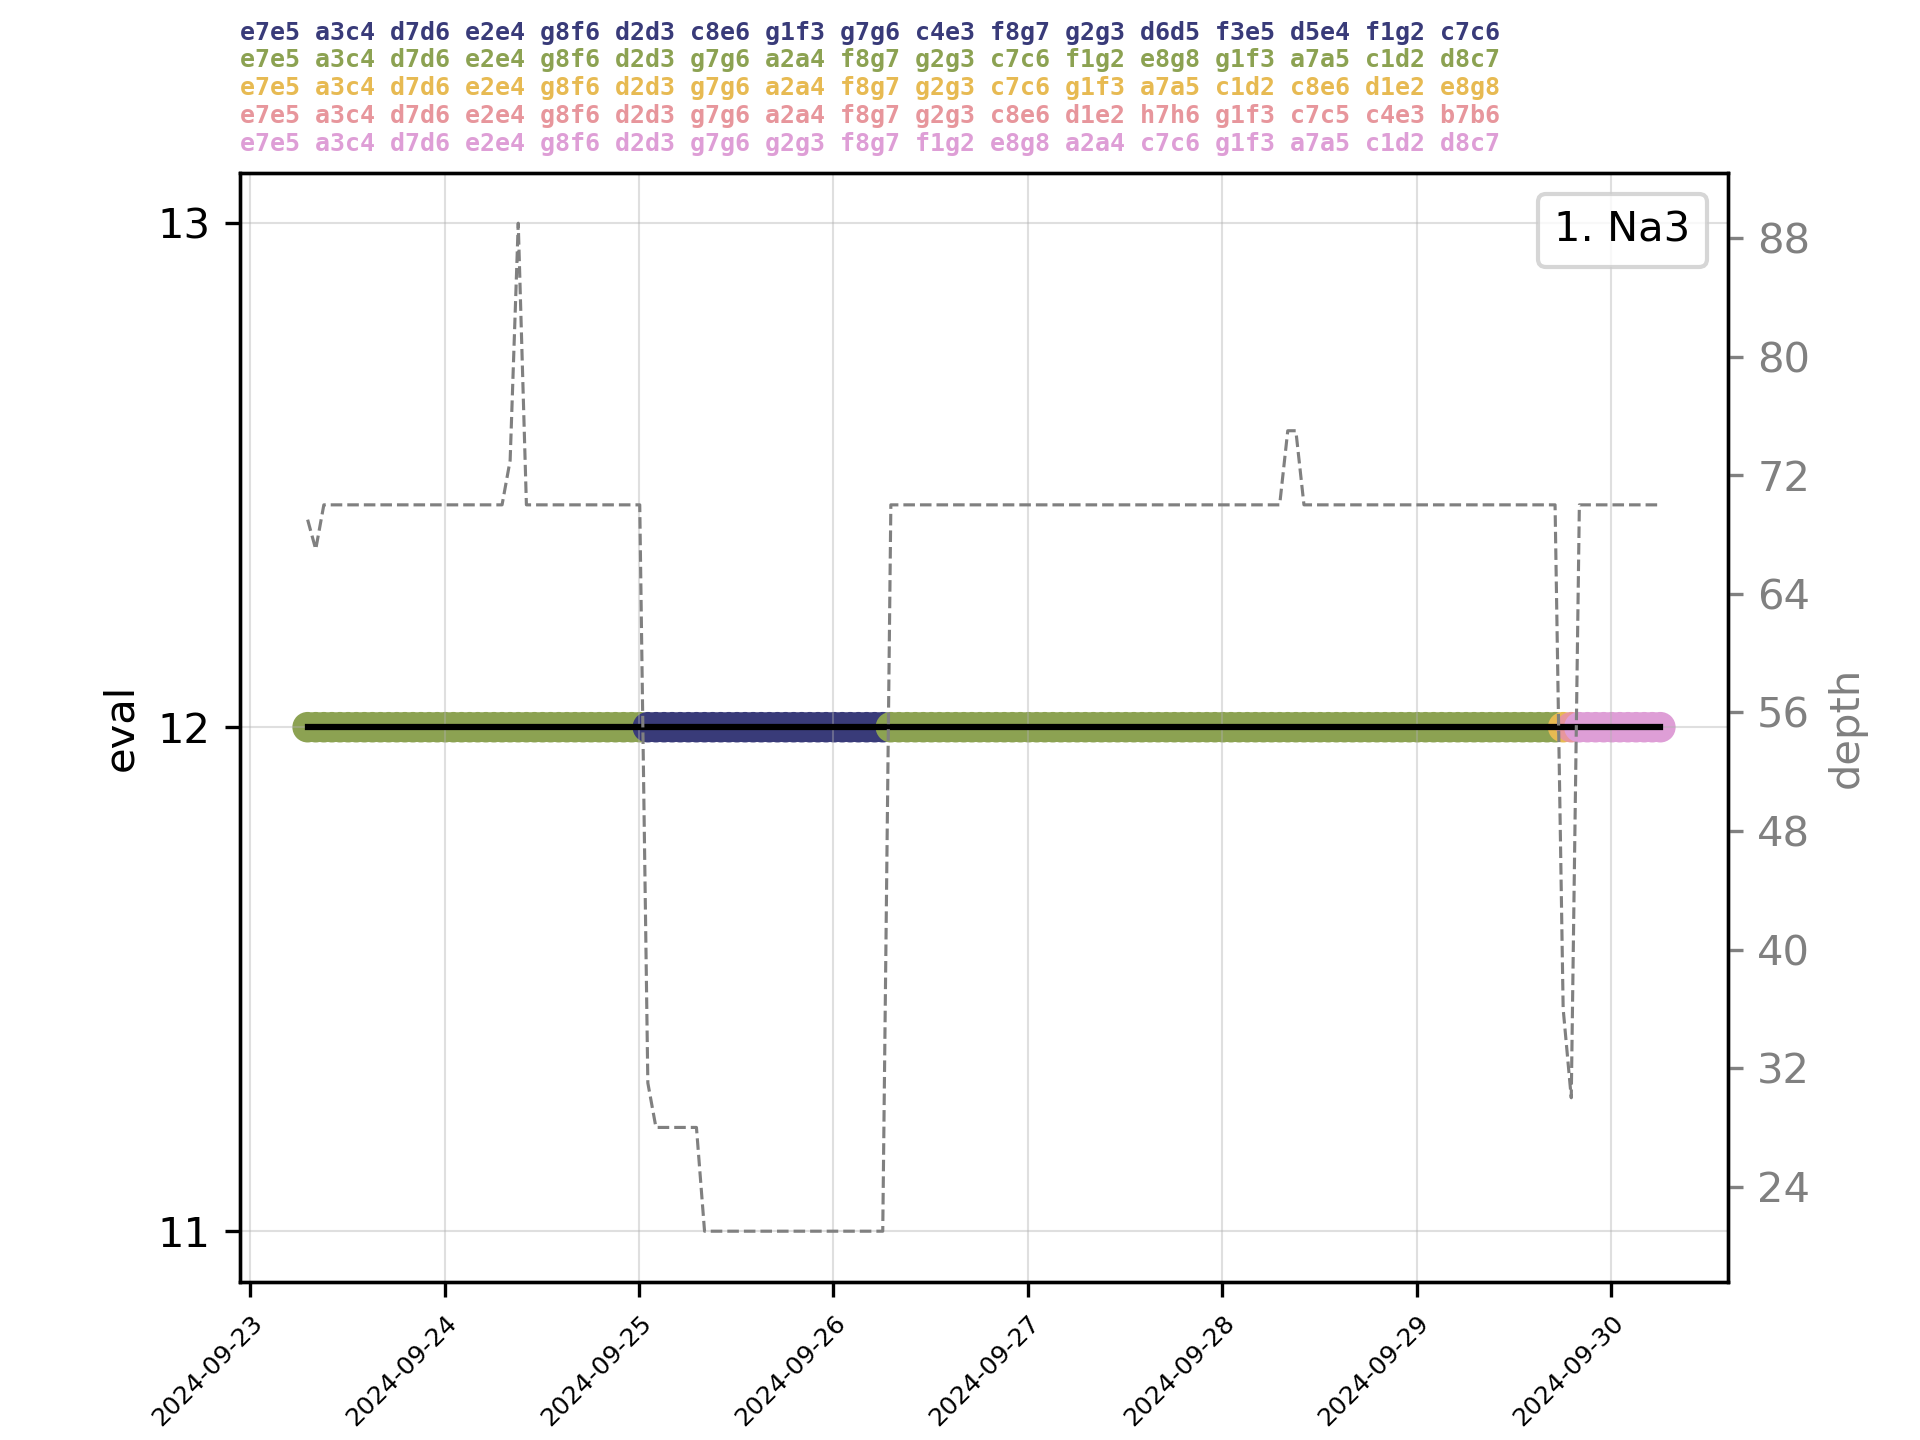 e7e5 a3c4 d7d6 e2e4 g8f6 d2d3 c8e6 g1f3 g7g6 c4e3 f8g7 g2g3 d6d5 f3e5 d5e4 f1g2 c7c6
e7e5 a3c4 d7d6 e2e4 g8f6 d2d3 g7g6 a2a4 f8g7 g2g3 c7c6 f1g2 e8g8 g1f3 a7a5 c1d2 d8c7
e7e5 a3c4 d7d6 e2e4 g8f6 d2d3 g7g6 a2a4 f8g7 g2g3 c7c6 g1f3 a7a5 c1d2 c8e6 d1e2 e8g8
e7e5 a3c4 d7d6 e2e4 g8f6 d2d3 g7g6 a2a4 f8g7 g2g3 c8e6 d1e2 h7h6 g1f3 c7c5 c4e3 b7b6
e7e5 a3c4 d7d6 e2e4 g8f6 d2d3 g7g6 g2g3 f8g7 f1g2 e8g8 a2a4 c7c6 g1f3 a7a5 c1d2 d8c7
1. Na3
13
12
11
eval
88
80
72
64
56
48
40
32
24
depth
2024-09-23
2024-09-24
2024-09-25
2024-09-26
2024-09-27
2024-09-28
2024-09-29
2024-09-30